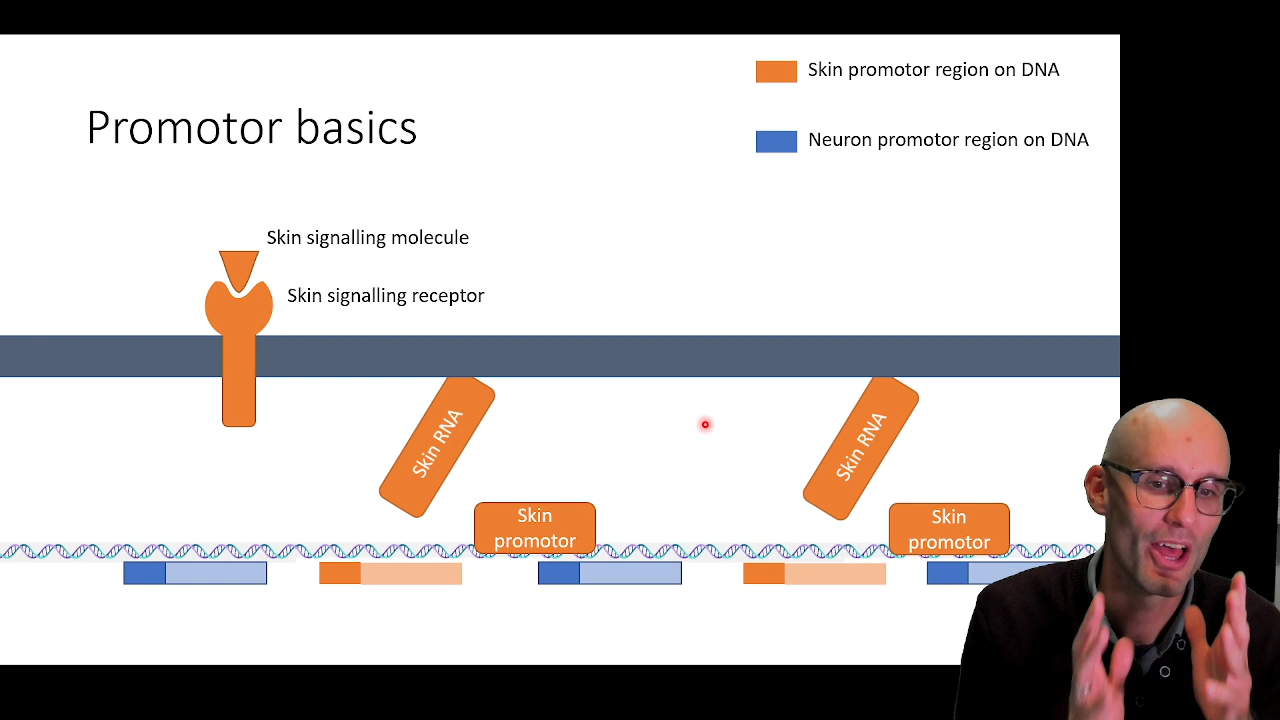 Promotor basics
Skin promotor region on DNA
Neuron promotor region on DNA
Skin signalling molecule
Skin signalling receptor
Skin RNA
Skin RNA
Skin
promotor
Skin
promotor